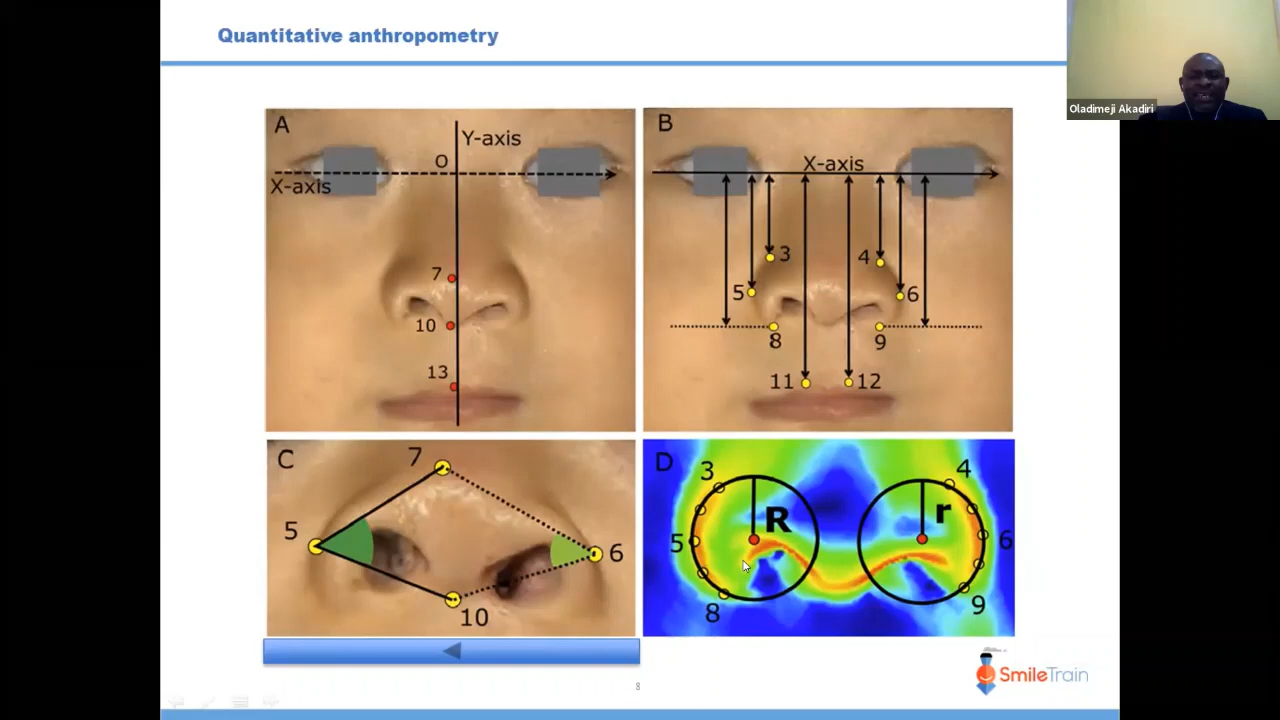 Quantitative anthropometry
Oladimeji Akadiri
A
Y-axis
O
X-axis
7
10
13
B
X-axis
3
4
5
6
8
9
11
12
C
7
5
6
10
D
3
4
R
r
5
6
8
9
8
SmileTrain